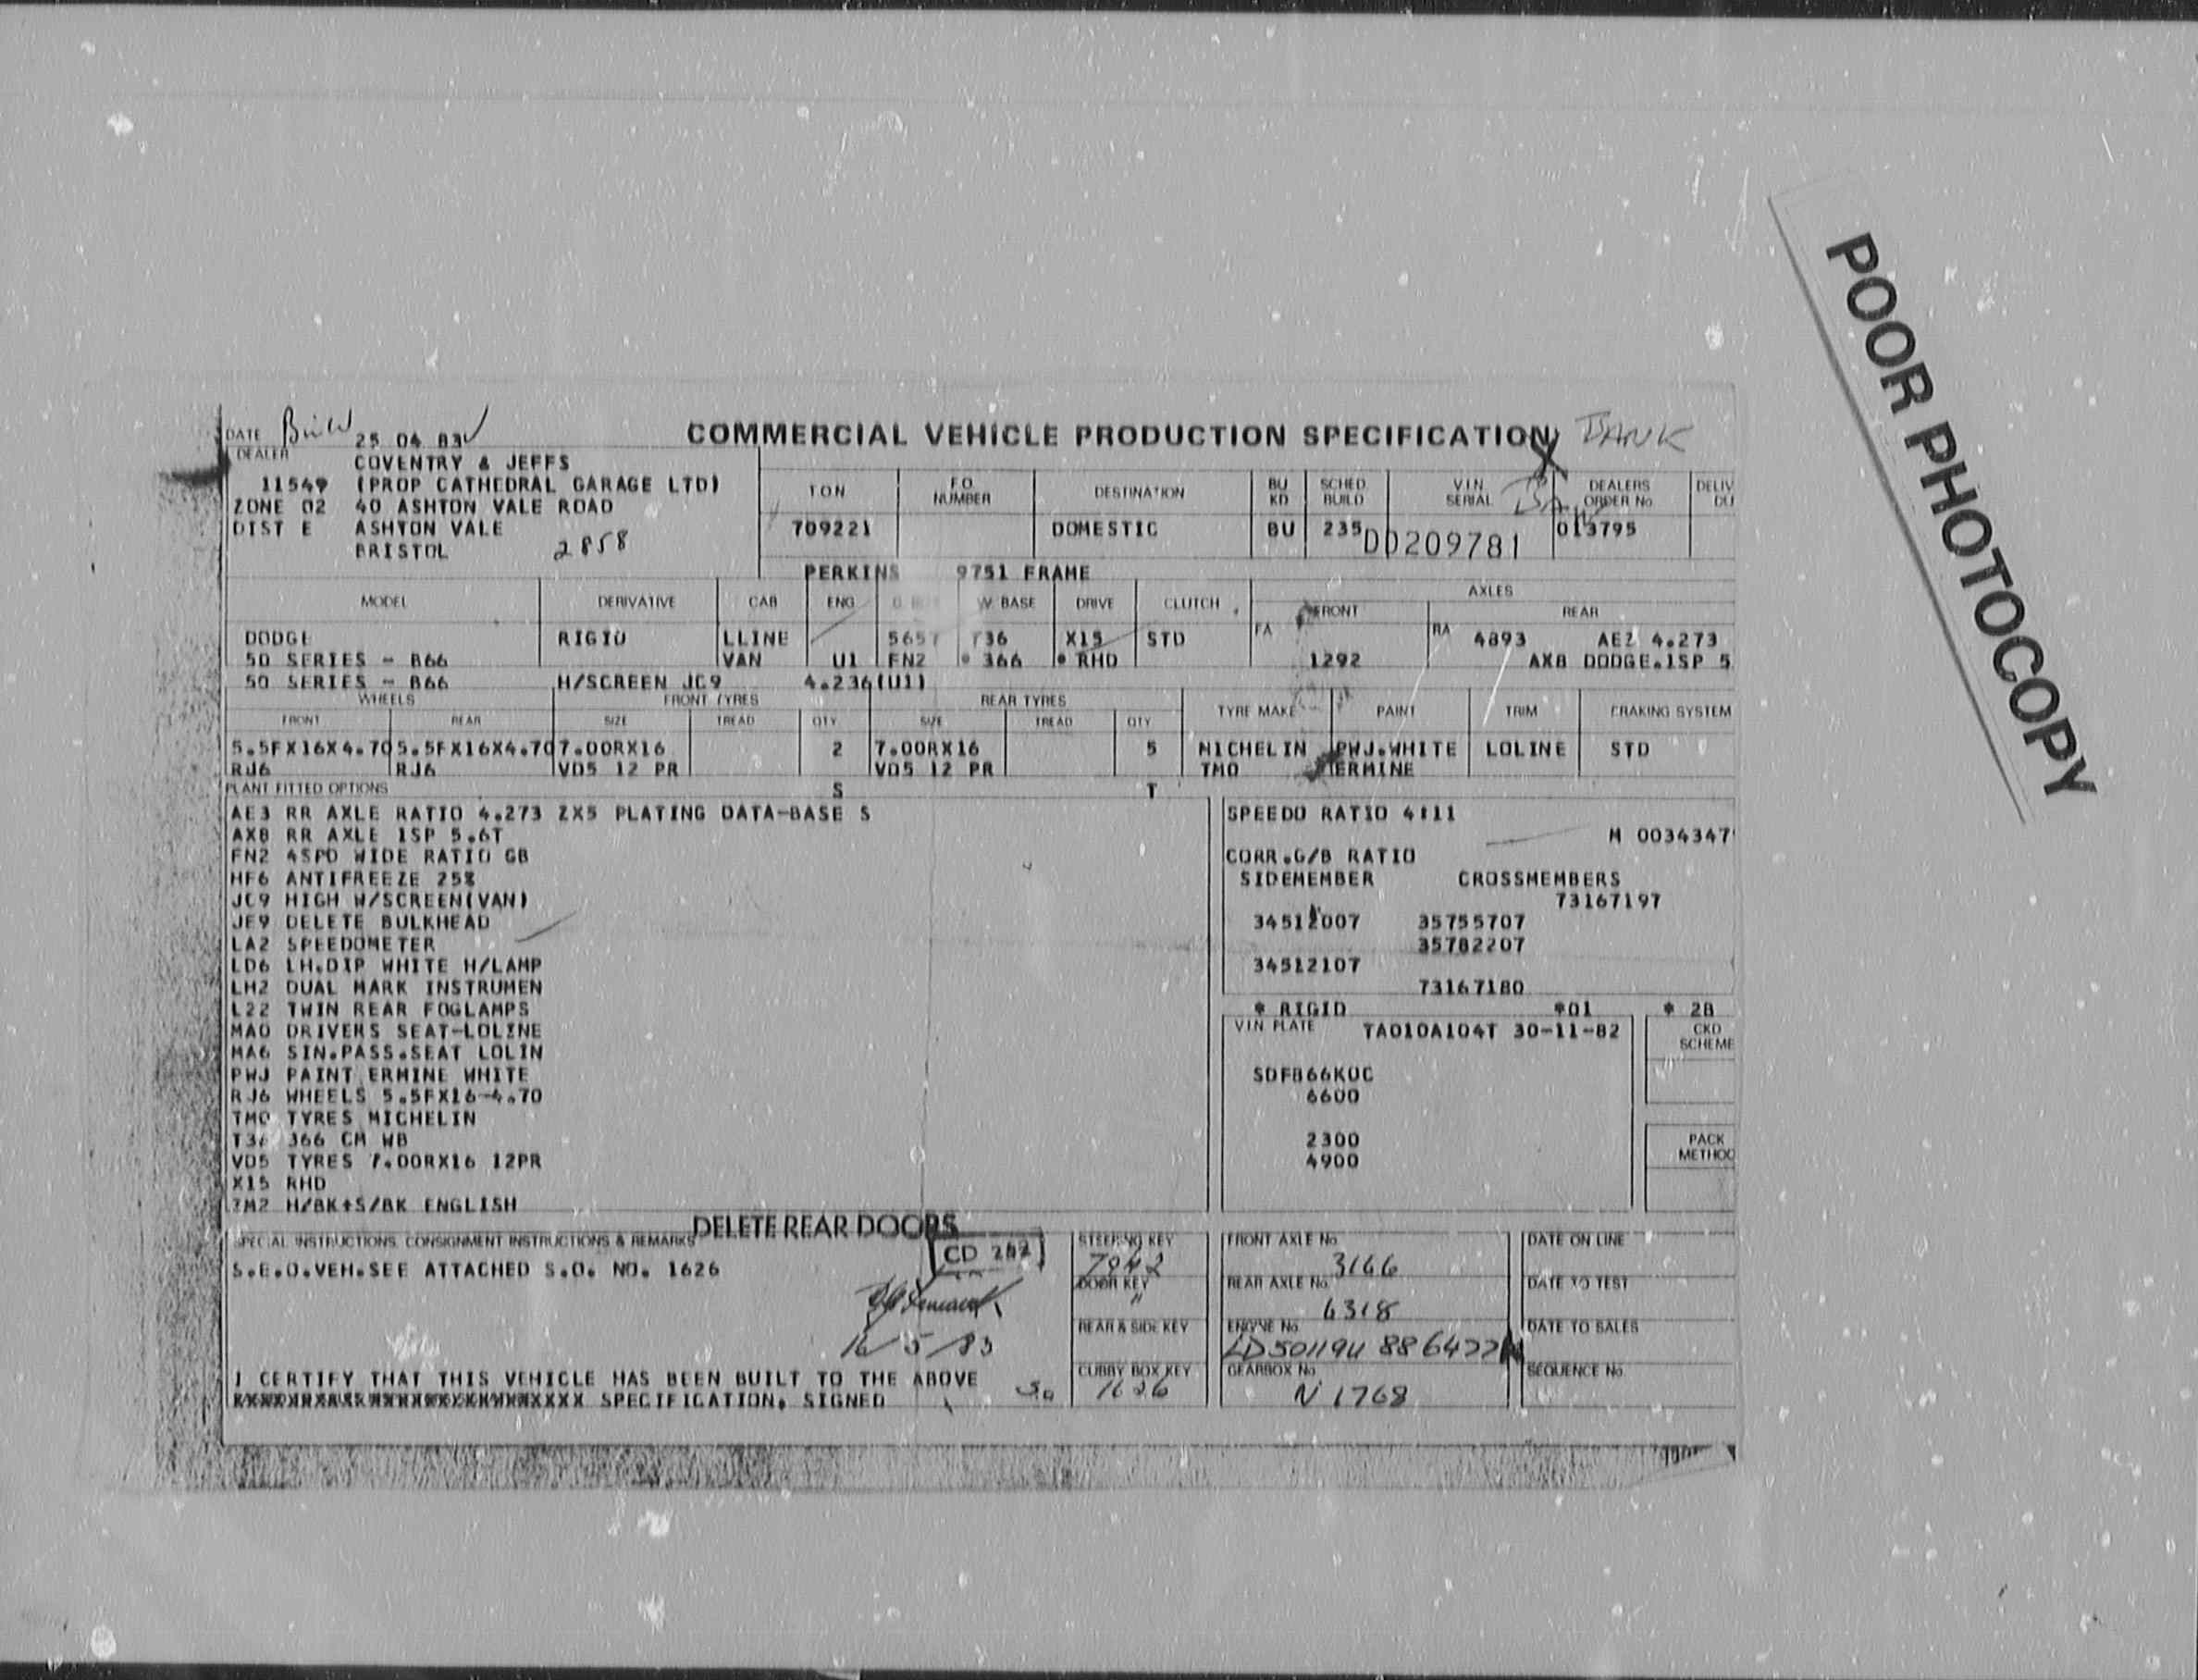 COMMERCIAL VEHICLE PRODUCTION SPECIFICATION
TANK
POOR PHOTOCOPY
DATE 25 04 83
DEALER
COVENTRY & JEFFS
11549 (PROP CATHEDRAL GARAGE LTD)
ZONE 02 40 ASHTON VALE ROAD
DIST E ASHTON VALE
BRISTOL 2858
T.O.N F.O. NUMBER DESTINATION BU KD SCHED BUILD V.I.N. SERIAL DEALERS ORDER No DELIV
709221 DOMESTIC BU 235 DD209781 013795
PERKINS 9751 FRAME
MODEL DERIVATIVE CAB ENG W. BASE DRIVE CLUTCH AXLES
FRONT REAR
DODGE RIGID LLINE 5657 T36 X15 STD FA RA 4893 AEZ 4.273
50 SERIES - B66 VAN U1 FN2 * 366 * RHD 1292 AX8 DODGE.1SP 5
50 SERIES - B66 H/SCREEN JC9 4.236(U1)
WHEELS FRONT TYRES REAR TYRES TYRE MAKE PAINT TRIM BRAKING SYSTEM
FRONT REAR SIZE TREAD QTY SIZE TREAD QTY
5.5FX16X4.70 5.5FX16X4.70 7.00RX16 2 7.00RX16 5 MICHELIN PWJ.WHITE LOLINE STD
RJ6 RJ6 VD5 12 PR VD5 12 PR TMO ERMINE
PLANT FITTED OPTIONS S T
AE3 RR AXLE RATIO 4.273 ZX5 PLATING DATA-BASE S
AX8 RR AXLE 1SP 5.6T
FN2 4SPD WIDE RATIO GB
HF6 ANTIFREEZE 25%
JC9 HIGH W/SCREEN(VAN)
JE9 DELETE BULKHEAD
LA2 SPEEDOMETER
LD6 LH.DIP WHITE H/LAMP
LH2 DUAL MARK INSTRUMEN
L22 TWIN REAR FOGLAMPS
MA0 DRIVERS SEAT-LOLINE
MA6 SIN.PASS.SEAT LOLIN
PWJ PAINT ERMINE WHITE
RJ6 WHEELS 5.5FX16-4.70
TMO TYRES MICHELIN
T36 366 CM WB
VD5 TYRES 7.00RX16 12PR
X15 RHD
7M2 H/BK+S/BK ENGLISH
SPEEDO RATIO 4:11
M 0034347
CORR.G/B RATIO
SIDEMEMBER CROSSMEMBERS
73167197
34512007 35755707
35782207
34512107
73167180
* RIGID *01 * 28
V.I.N PLATE TA010A104T 30-11-82 CKD SCHEME
SDFB66KUC
6600
2300 PACK METHOD
4900
DELETE REAR DOORS
SPECIAL INSTRUCTIONS, CONSIGNMENT INSTRUCTIONS & REMARKS
CD 242
S.E.O.VEH.SEE ATTACHED S.O. NO. 1626
16/5/83
I CERTIFY THAT THIS VEHICLE HAS BEEN BUILT TO THE ABOVE
SPECIFICATION, SIGNED
STEERING KEY
7042
DOOR KEY
"
REAR & SIDE KEY
CUBBY BOX KEY
1626
FRONT AXLE No
3166
REAR AXLE No
6318
ENGINE No
LD50119U 886422N
GEARBOX No
N 1768
DATE ON LINE
DATE TO TEST
DATE TO SALES
SEQUENCE No